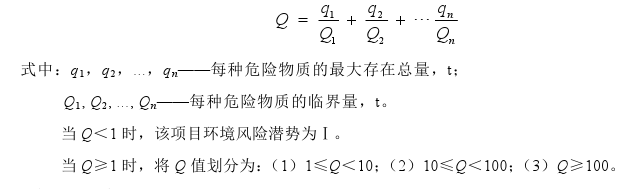 Q = q₁/Q₁ + q₂/Q₂ + ⋯ qₙ/Qₙ
式中：q₁，q₂，…，qₙ——每种危险物质的最大存在总量，t；
Q₁, Q₂, …, Qₙ——每种危险物质的临界量，t。
当 Q＜1 时，该项目环境风险潜势为Ⅰ。
当 Q≥1 时，将 Q 值划分为：（1）1≤Q＜10；（2）10≤Q＜100；（3）Q≥100。